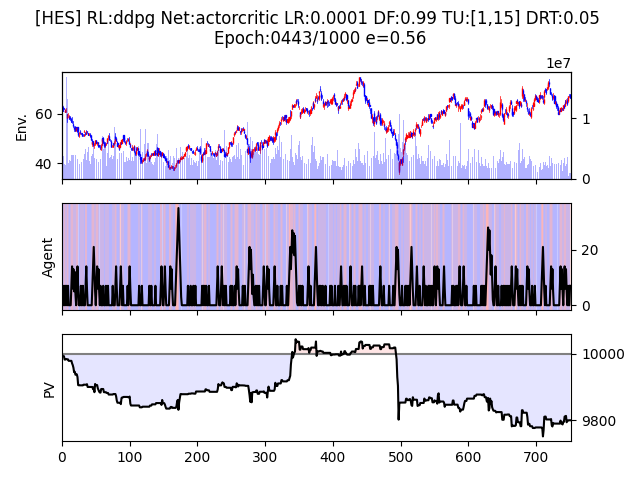 [HES] RL:ddpg Net:actorcritic LR:0.0001 DF:0.99 TU:[1,15] DRT:0.05
Epoch:0443/1000 e=0.56
1e7
Env.
60
40
1
0
Agent
20
0
PV
10000
9800
0 100 200 300 400 500 600 700